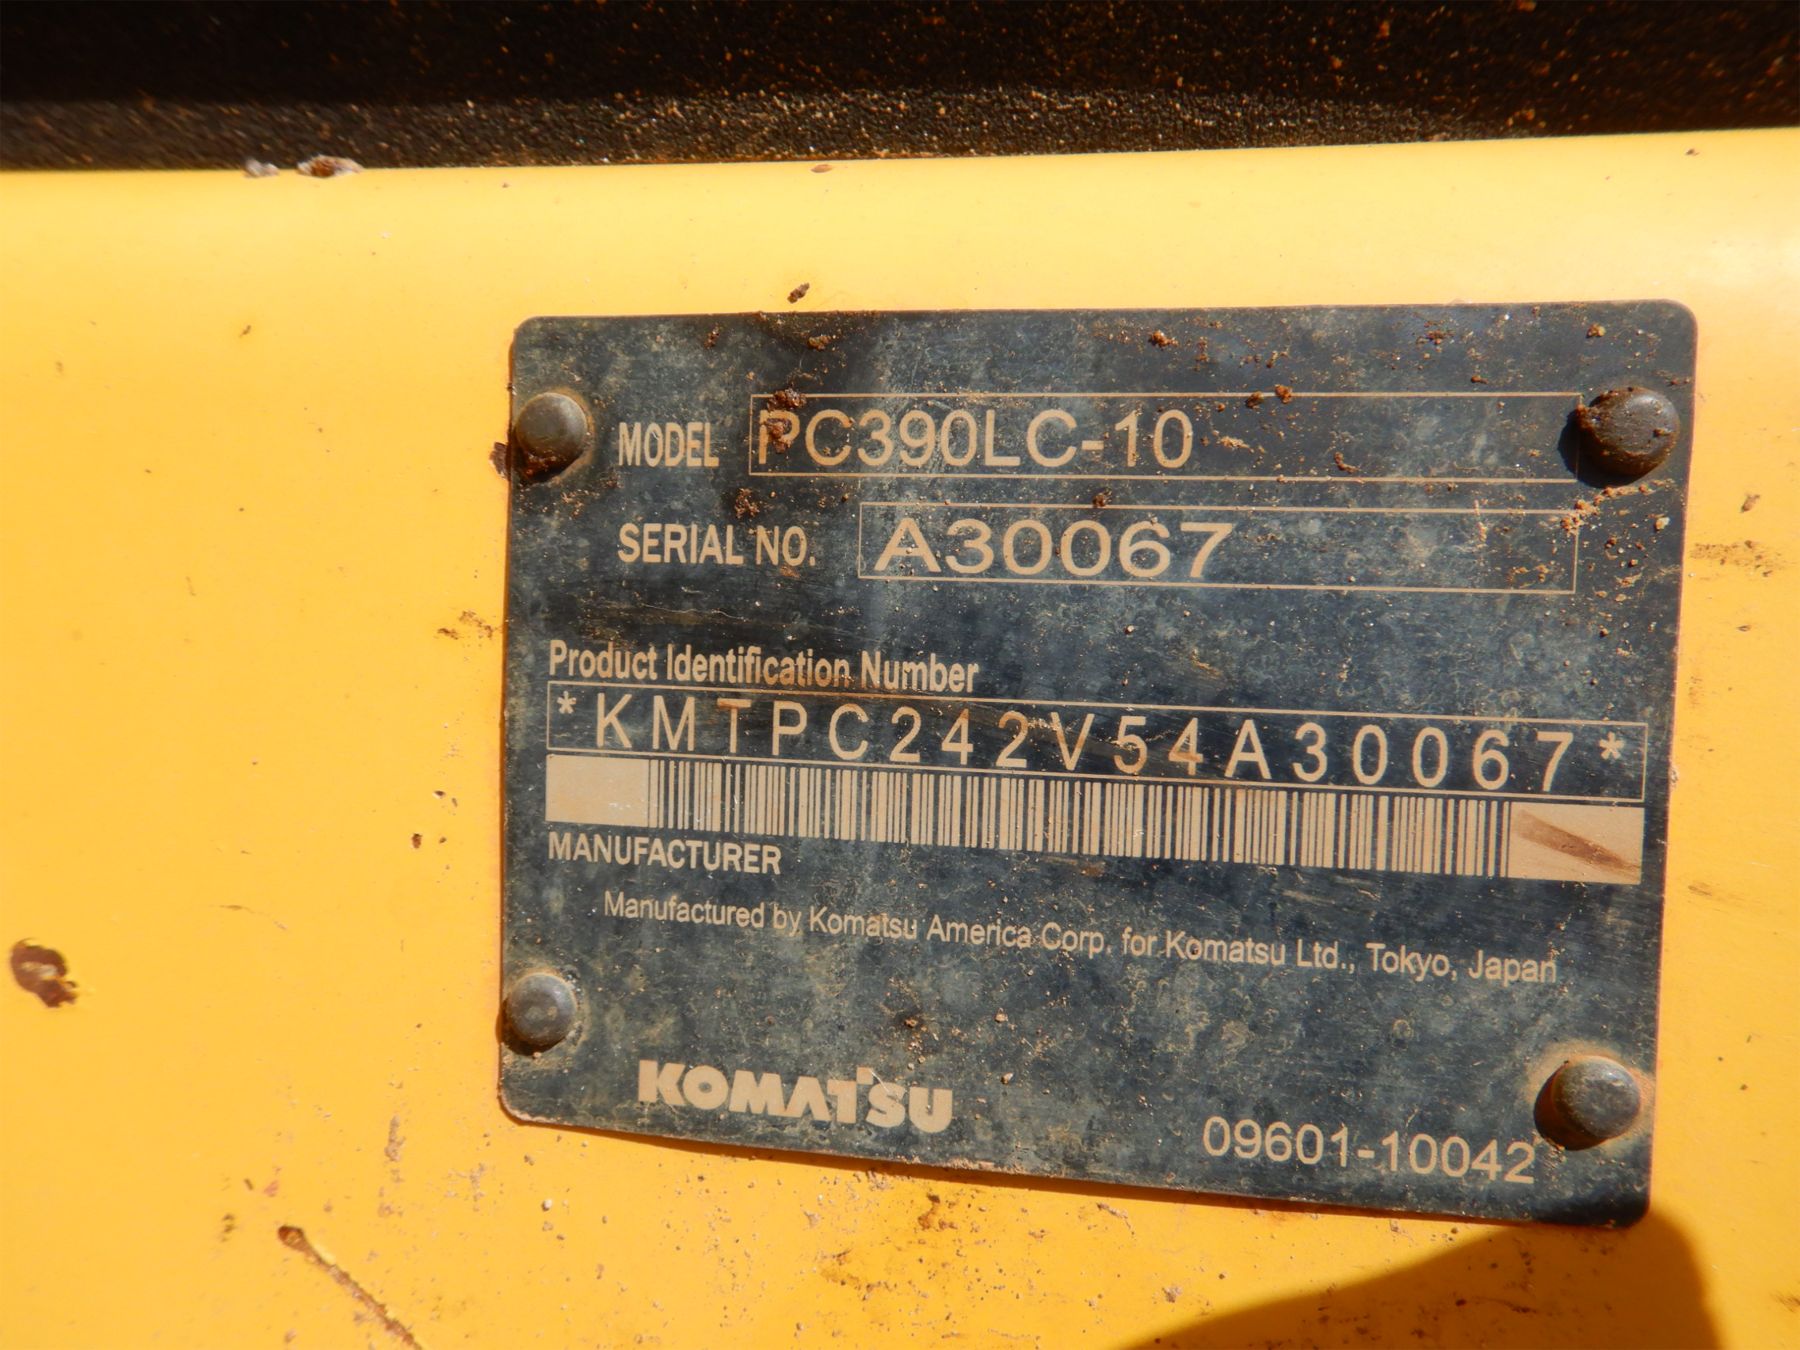 MODEL PC390LC-10
SERIAL NO. A30067
Product Identification Number
*KMTPC242V54A30067*
MANUFACTURER
Manufactured by Komatsu America Corp. for Komatsu Ltd., Tokyo, Japan
KOMATSU
09601-10042